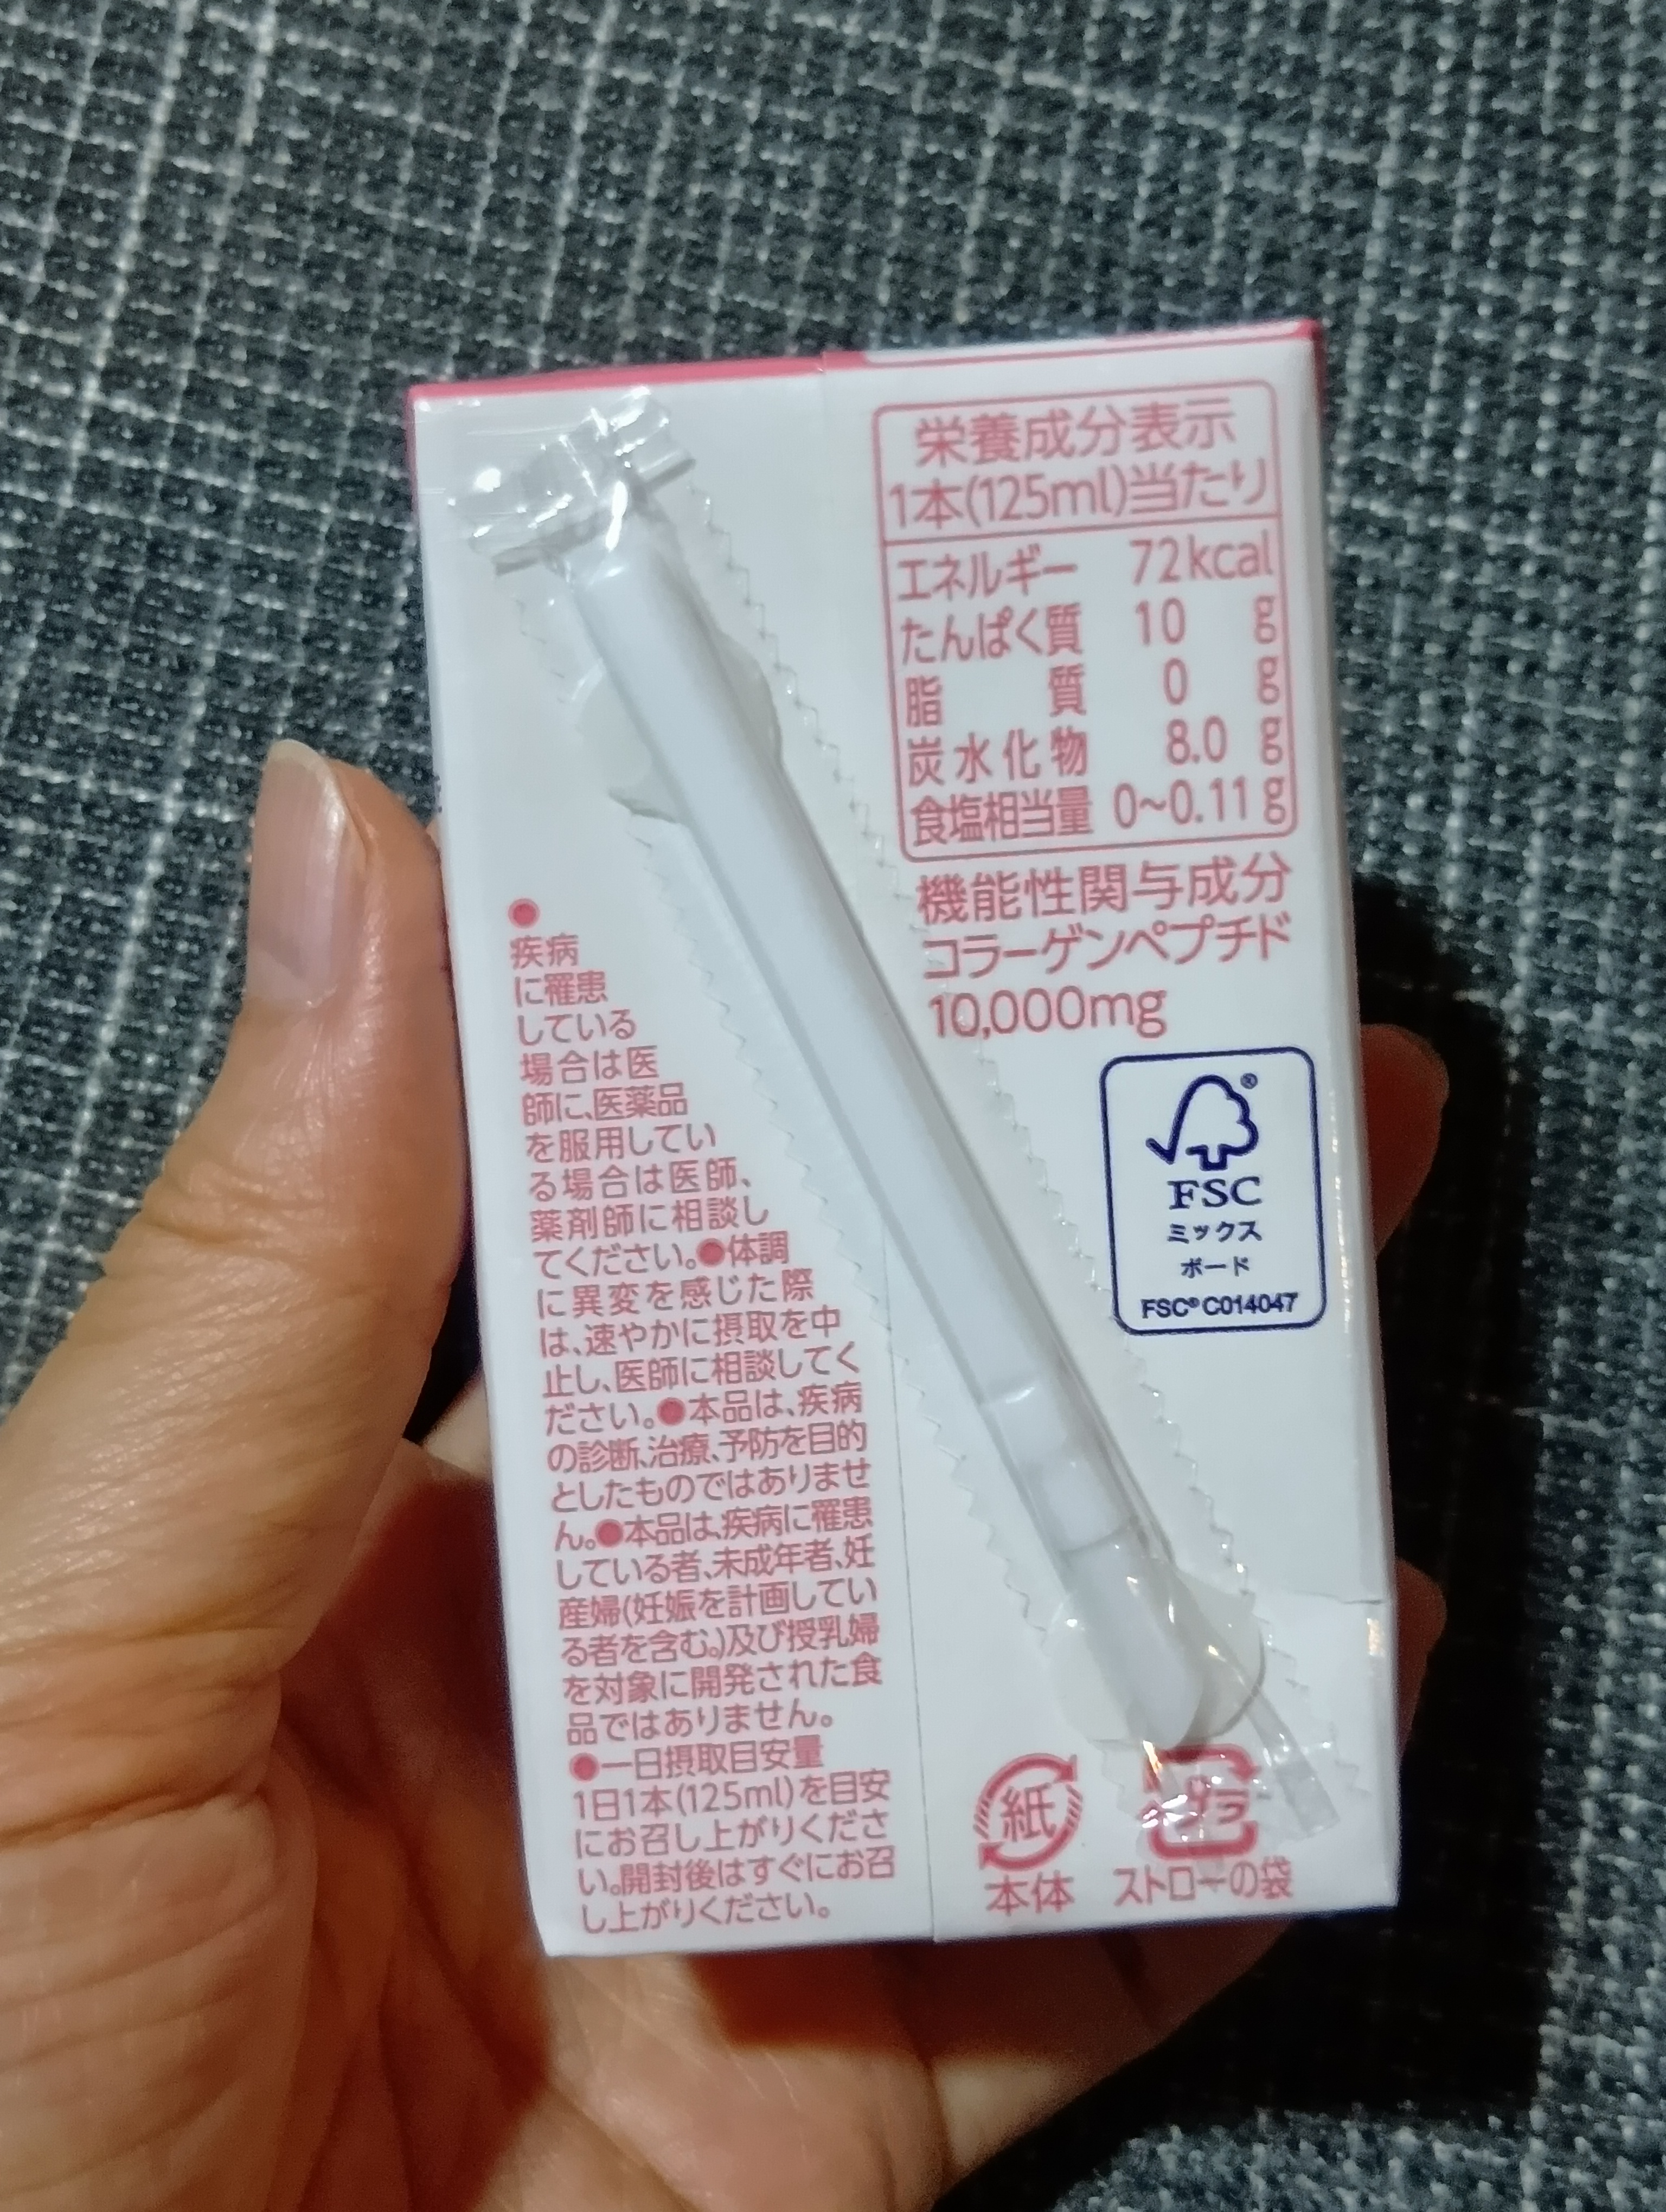 栄養成分表示
1本(125ml)当たり
エネルギー 72kcal
たんぱく質 10 g
脂質 0 g
炭水化物 8.0 g
食塩相当量 0~0.11g
機能性関与成分
コラーゲンペプチド
10,000mg
®
FSC
ミックス
ボード
FSC® C014047
●
疾病
に罹患
している
場合は医
師に、医薬品
を服用してい
る場合は医師、
薬剤師に相談し
てください。●体調
に異変を感じた際
は、速やかに摂取を中
止し、医師に相談してく
ださい。●本品は、疾病
の診断、治療、予防を目的
としたものではありませ
ん。●本品は、疾病に罹患
している者、未成年者、妊
産婦(妊娠を計画してい
る者を含む。)及び授乳婦
を対象に開発された食
品ではありません。
●一日摂取目安量
1日1本(125ml)を目安
にお召し上がりくださ
い。開封後はすぐにお召
し上がりください。
紙
本体
プラ
ストローの袋